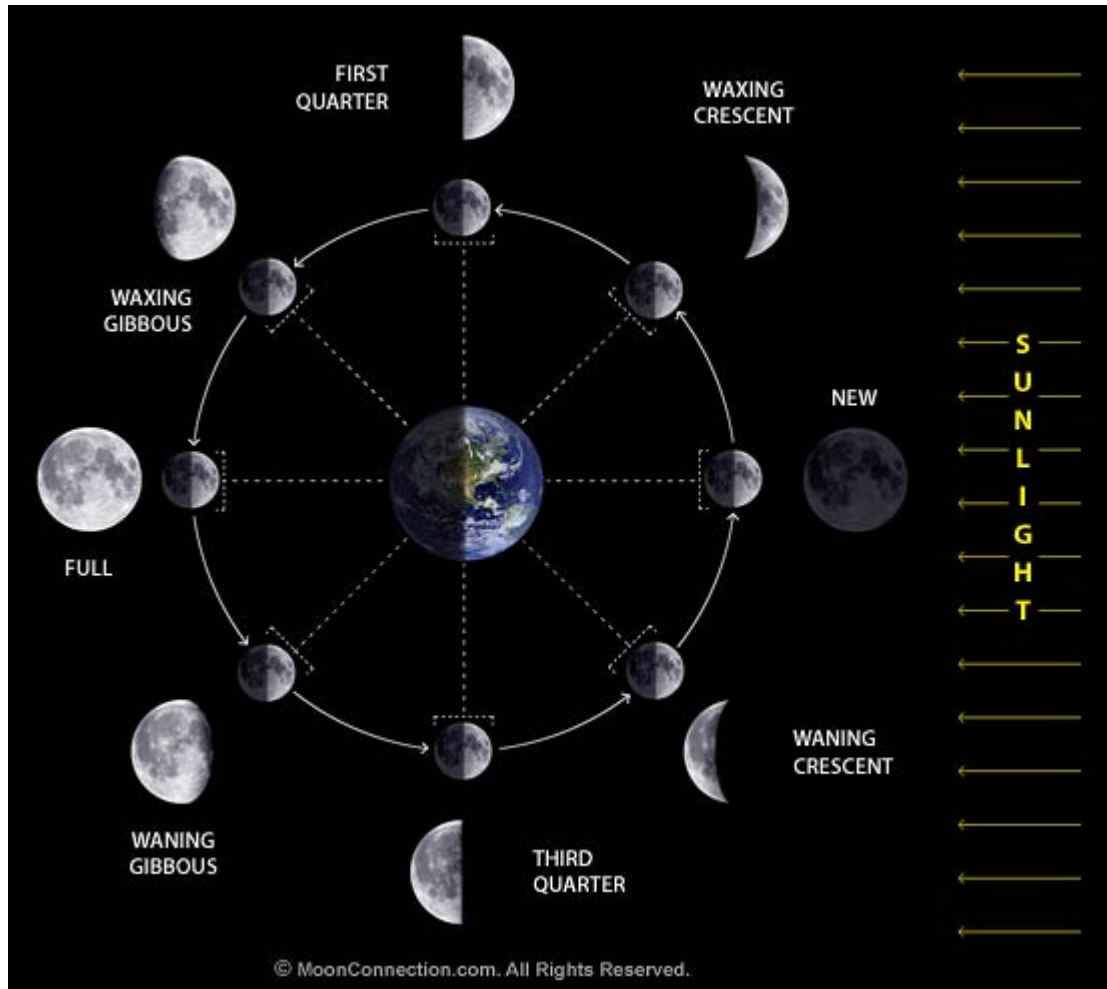 FIRST
QUARTER
WAXING
CRESCENT
WAXING
GIBBOUS
NEW
SUNLIGHT
FULL
WANING
CRESCENT
WANING
GIBBOUS
THIRD
QUARTER
© MoonConnection.com. All Rights Reserved.